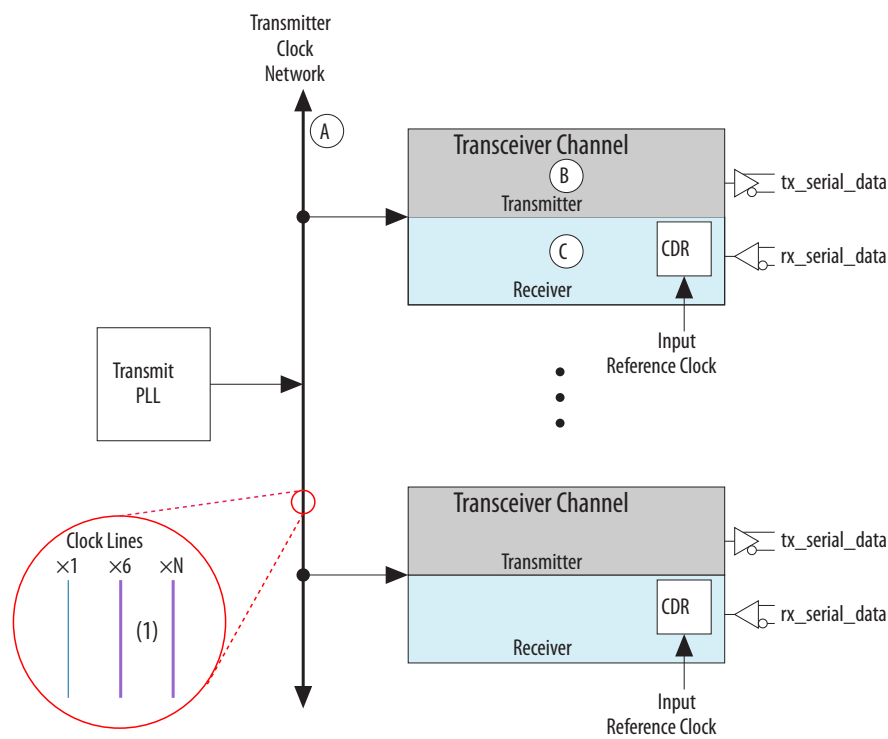 Transmitter
Clock
Network
A
Transceiver Channel
B
Transmitter
tx_serial_data
C
CDR
rx_serial_data
Receiver
Input
Reference Clock
Transmit
PLL
Transceiver Channel
Clock Lines
×1 ×6 ×N
(1)
Transmitter
tx_serial_data
CDR
rx_serial_data
Receiver
Input
Reference Clock